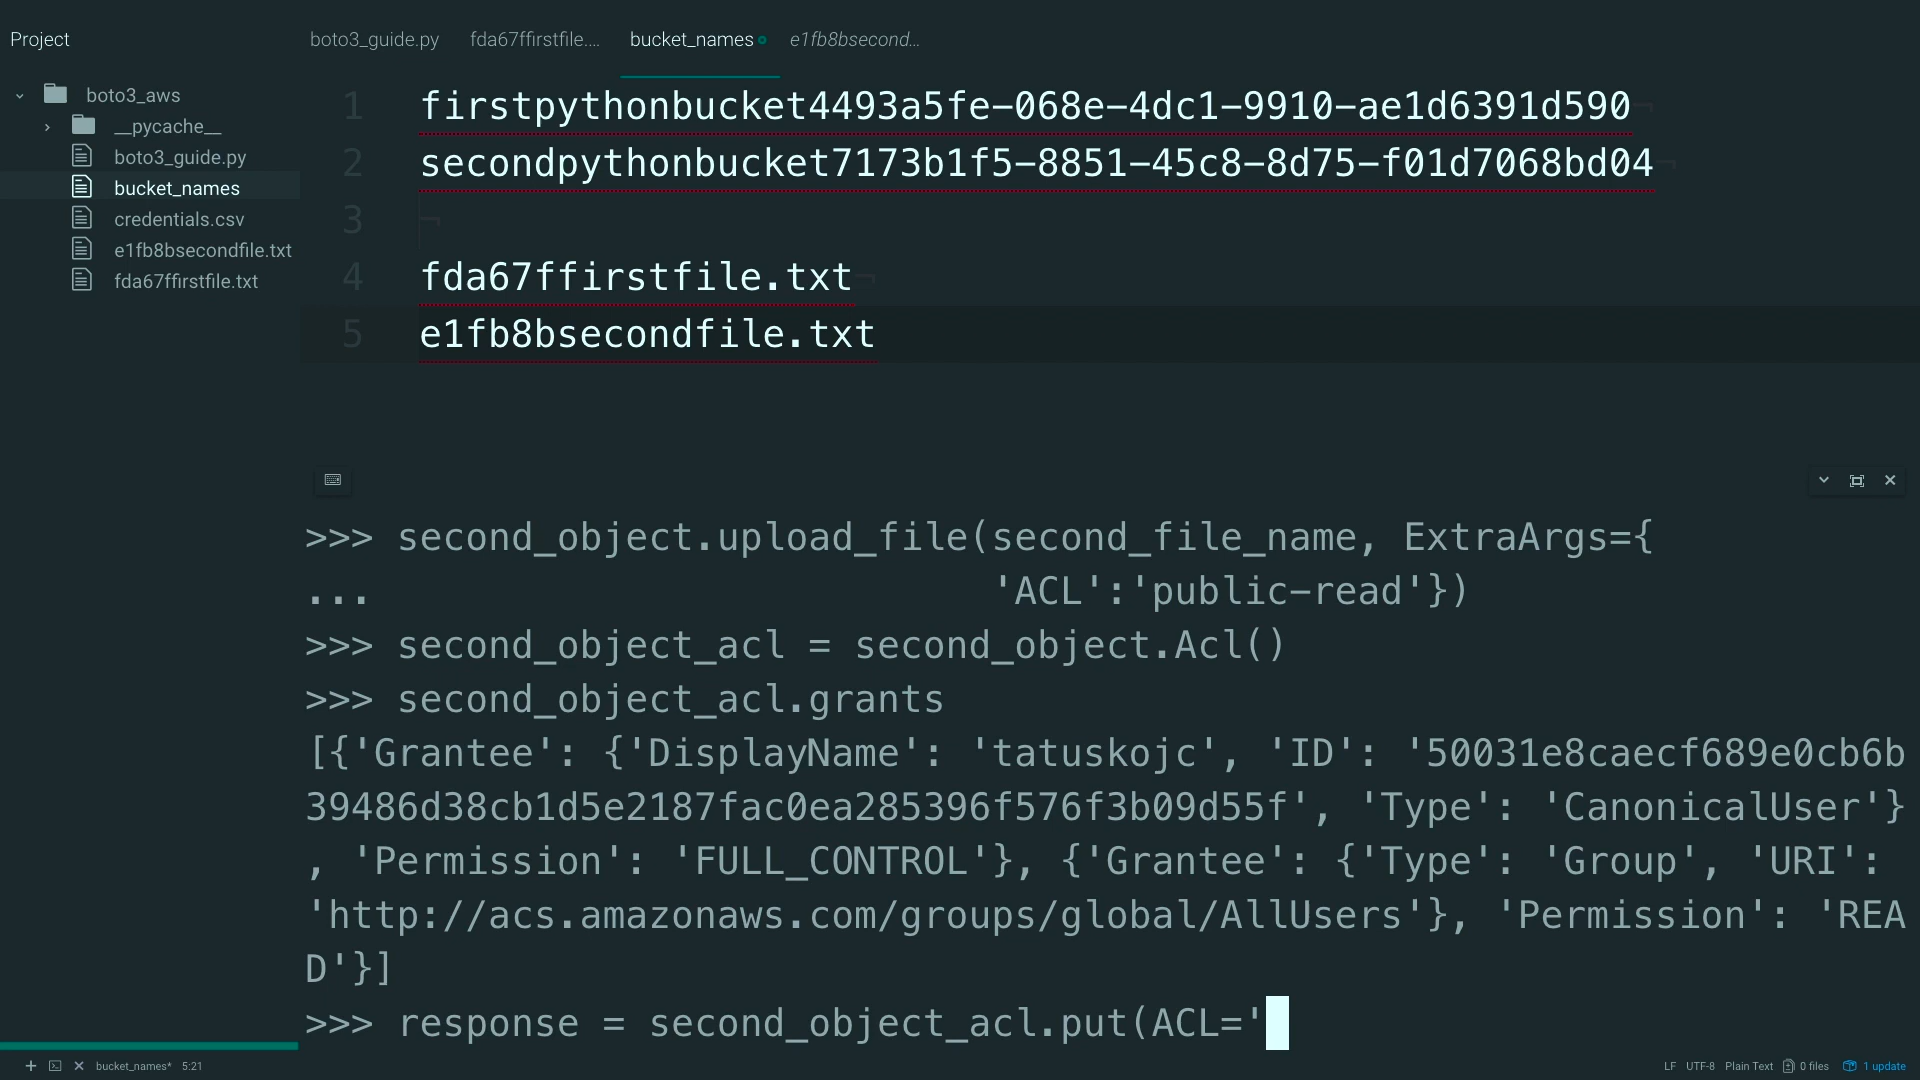 Project
boto3_guide.py
fda67ffirstfile....
bucket_names
e1fb8bsecond...
boto3_aws
__pycache__
boto3_guide.py
bucket_names
credentials.csv
e1fb8bsecondfile.txt
fda67ffirstfile.txt
1 firstpythonbucket4493a5fe-068e-4dc1-9910-ae1d6391d590
2 secondpythonbucket7173b1f5-8851-45c8-8d75-f01d7068bd04
3
4 fda67ffirstfile.txt
5 e1fb8bsecondfile.txt
>>> second_object.upload_file(second_file_name, ExtraArgs={
...                           'ACL':'public-read'})
>>> second_object_acl = second_object.Acl()
>>> second_object_acl.grants
[{'Grantee': {'DisplayName': 'tatuskojc', 'ID': '50031e8caecf689e0cb6b
39486d38cb1d5e2187fac0ea285396f576f3b09d55f', 'Type': 'CanonicalUser'}
, 'Permission': 'FULL_CONTROL'}, {'Grantee': {'Type': 'Group', 'URI':
'http://acs.amazonaws.com/groups/global/AllUsers'}, 'Permission': 'REA
D'}]
>>> response = second_object_acl.put(ACL='
bucket_names* 5:21
LF UTF-8 Plain Text 0 files 1 update